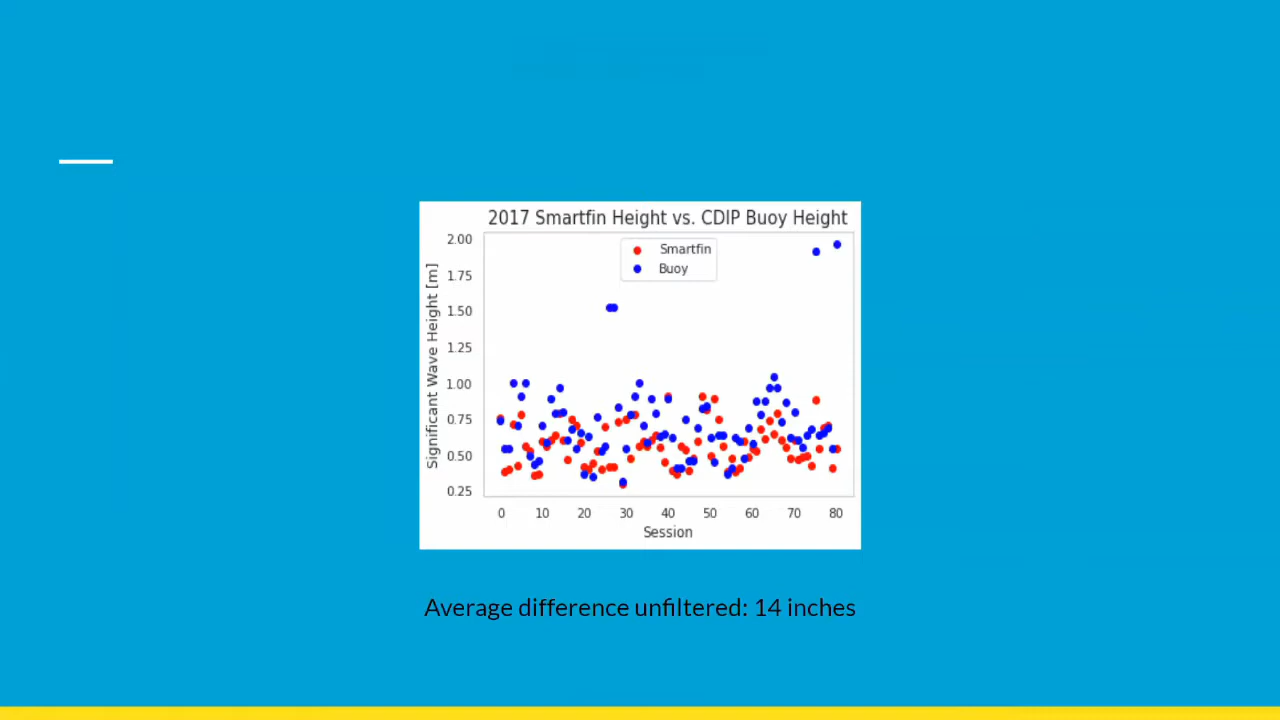 2017 Smartfin Height vs. CDIP Buoy Height
Smartfin
Buoy
Significant Wave Height [m]
2.00
1.75
1.50
1.25
1.00
0.75
0.50
0.25
0 10 20 30 40 50 60 70 80
Session
Average difference unfiltered: 14 inches